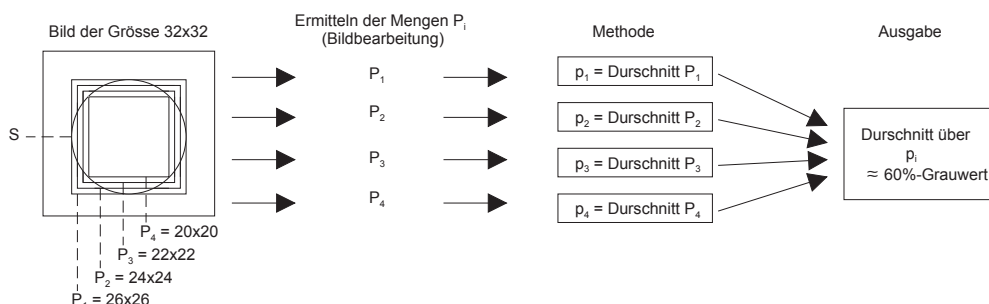 Bild der Grösse 32x32
S
P₄ = 20x20
P₃ = 22x22
P₂ = 24x24
P₁ = 26x26
Ermitteln der Mengen Pᵢ
(Bildbearbeitung)
P₁
P₂
P₃
P₄
Methode
p₁ = Durschnitt P₁
p₂ = Durschnitt P₂
p₃ = Durschnitt P₃
p₄ = Durschnitt P₄
Ausgabe
Durschnitt über
pᵢ
≈ 60%-Grauwert